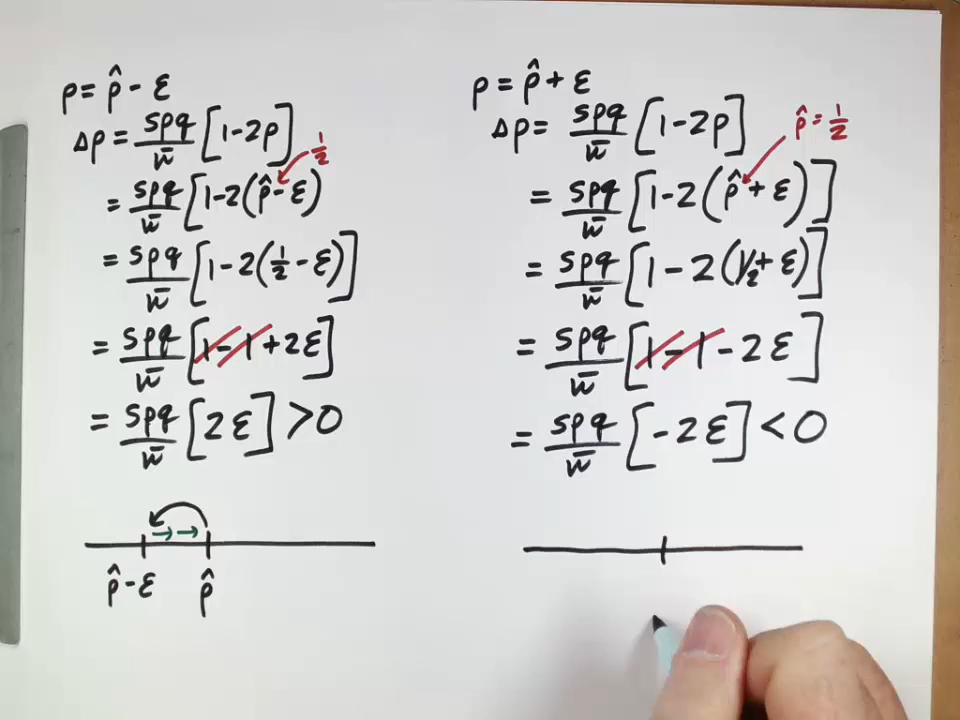 p = p̂ - ε
Δp = spq/w̄ [1-2p]
1/2
= spq/w̄ [1-2(p̂ - ε)
= spq/w̄ [1-2(1/2 - ε)]
= spq/w̄ [1-1+2ε]
= spq/w̄ [2ε] >0
p̂-ε p̂
p = p̂ + ε
Δp = spq/w̄ [1-2p]
p̂ = 1/2
= spq/w̄ [1-2(p̂ + ε)]
= spq/w̄ [1-2(1/2+ ε)]
= spq/w̄ [1-1-2ε]
= spq/w̄ [-2ε] <0